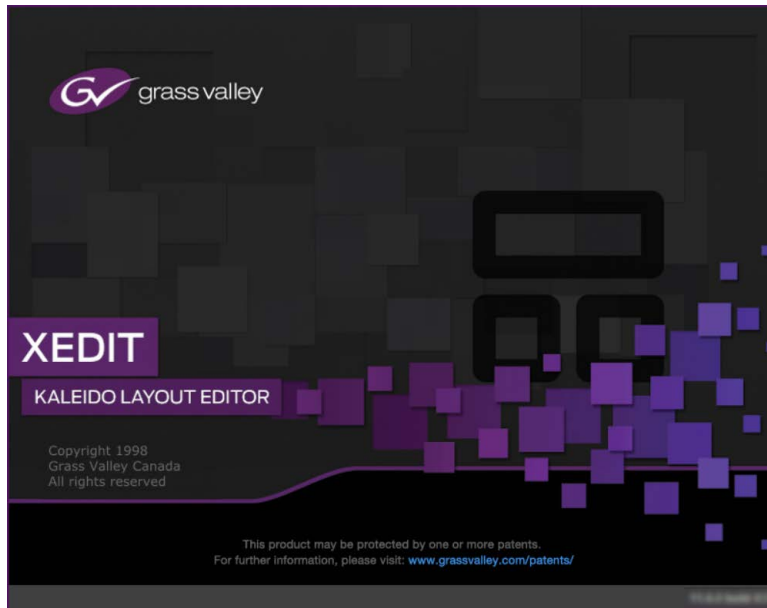 GV grass valley
XEDIT
KALEIDO LAYOUT EDITOR
Copyright 1998
Grass Valley Canada
All rights reserved
This product may be protected by one or more patents.
For further information, please visit: www.grassvalley.com/patents/